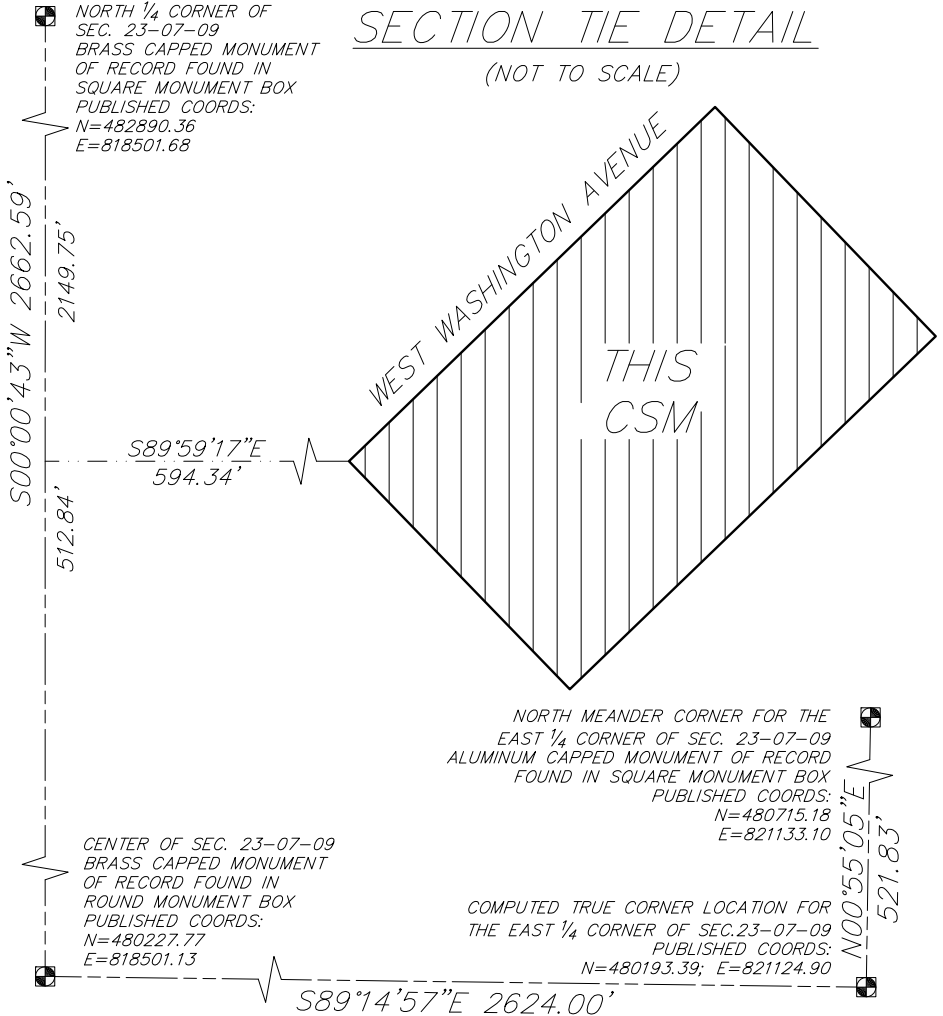 SECTION TIE DETAIL
(NOT TO SCALE)
NORTH 1/4 CORNER OF
SEC. 23-07-09
BRASS CAPPED MONUMENT
OF RECORD FOUND IN
SQUARE MONUMENT BOX
PUBLISHED COORDS:
N=482890.36
E=818501.68
S00°00'43"W 2662.59'
2149.75'
512.84'
WEST WASHINGTON AVENUE
THIS
CSM
S89°59'17"E
594.34'
NORTH MEANDER CORNER FOR THE
EAST 1/4 CORNER OF SEC. 23-07-09
ALUMINUM CAPPED MONUMENT OF RECORD
FOUND IN SQUARE MONUMENT BOX
PUBLISHED COORDS:
N=480715.18
E=821133.10
N00°55'05"E
521.83'
CENTER OF SEC. 23-07-09
BRASS CAPPED MONUMENT
OF RECORD FOUND IN
ROUND MONUMENT BOX
PUBLISHED COORDS:
N=480227.77
E=818501.13
COMPUTED TRUE CORNER LOCATION FOR
THE EAST 1/4 CORNER OF SEC.23-07-09
PUBLISHED COORDS:
N=480193.39; E=821124.90
S89°14'57"E 2624.00'